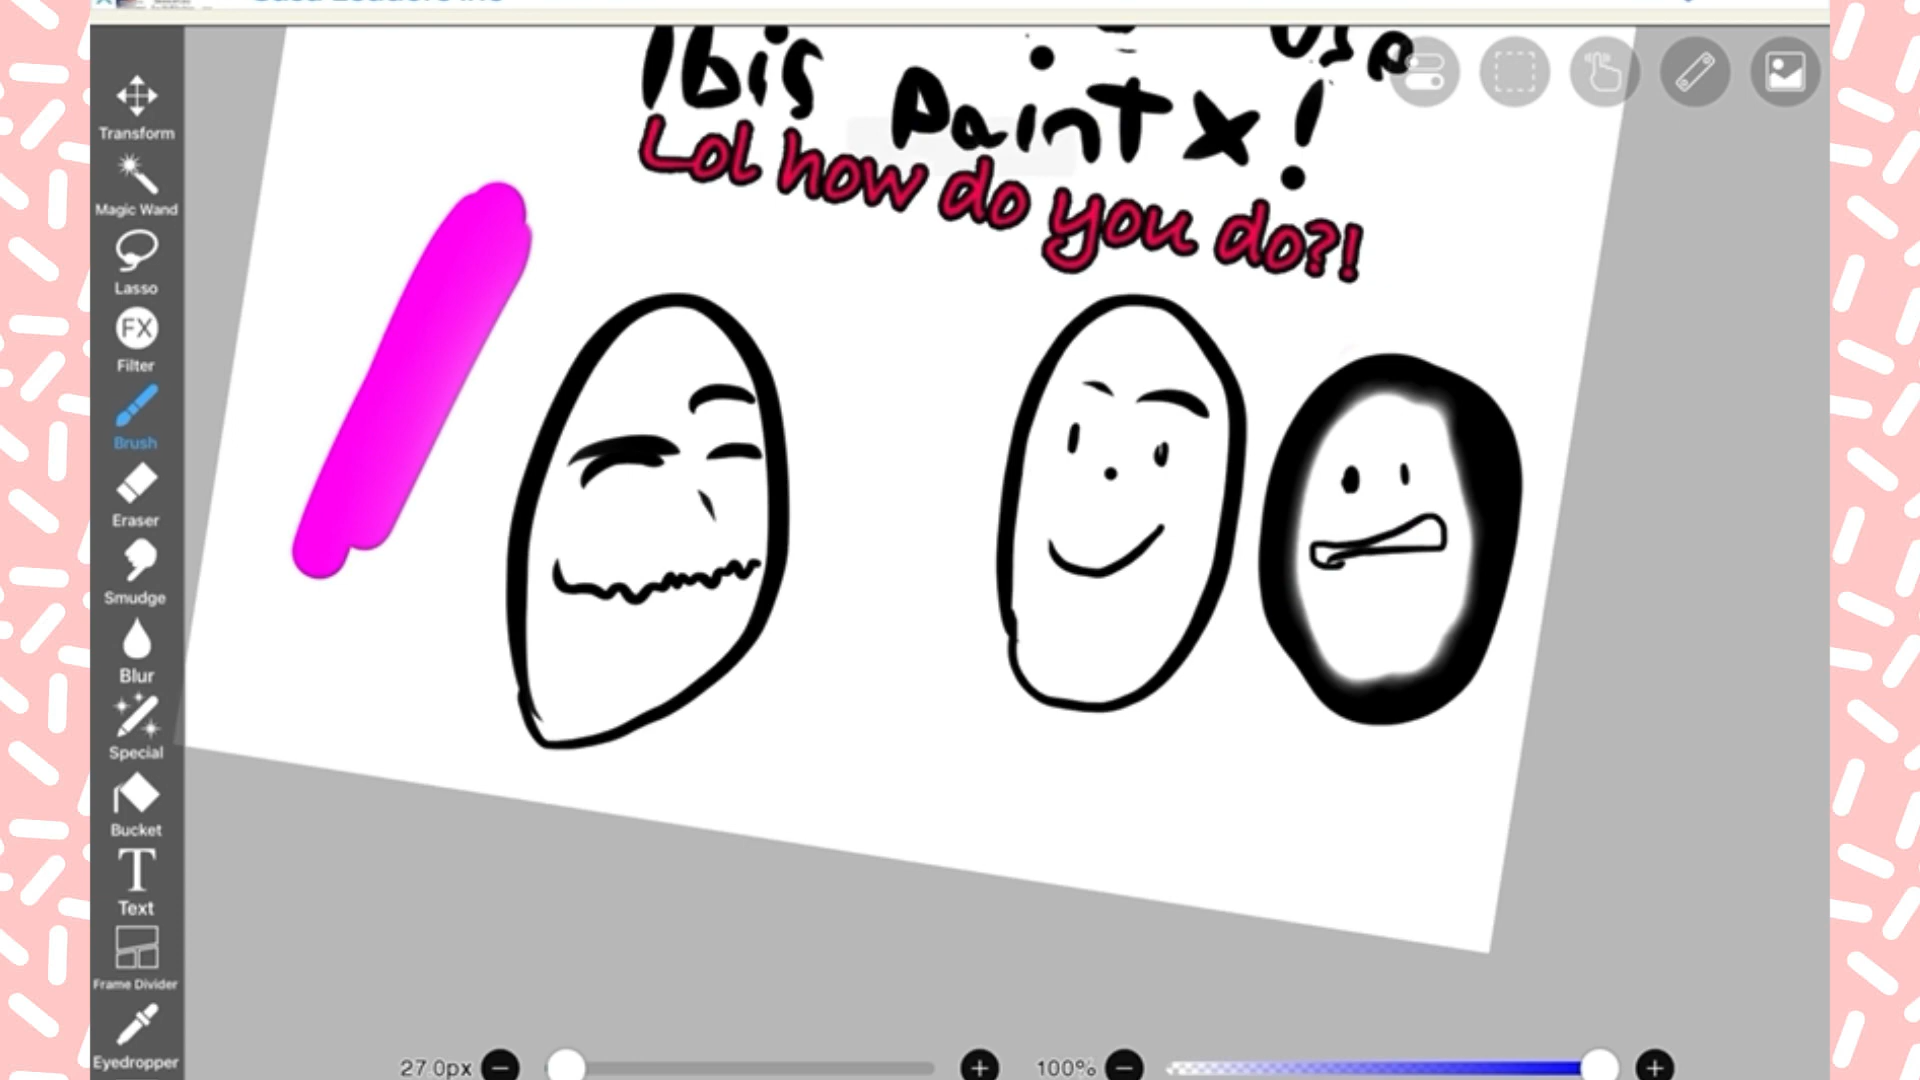 use
Ibis Paint X!
Lol how do you do?!
Transform
Magic Wand
Lasso
FX
Filter
Brush
Eraser
Smudge
Blur
Special
Bucket
T
Text
Frame Divider
Eyedropper
27.0px
100%